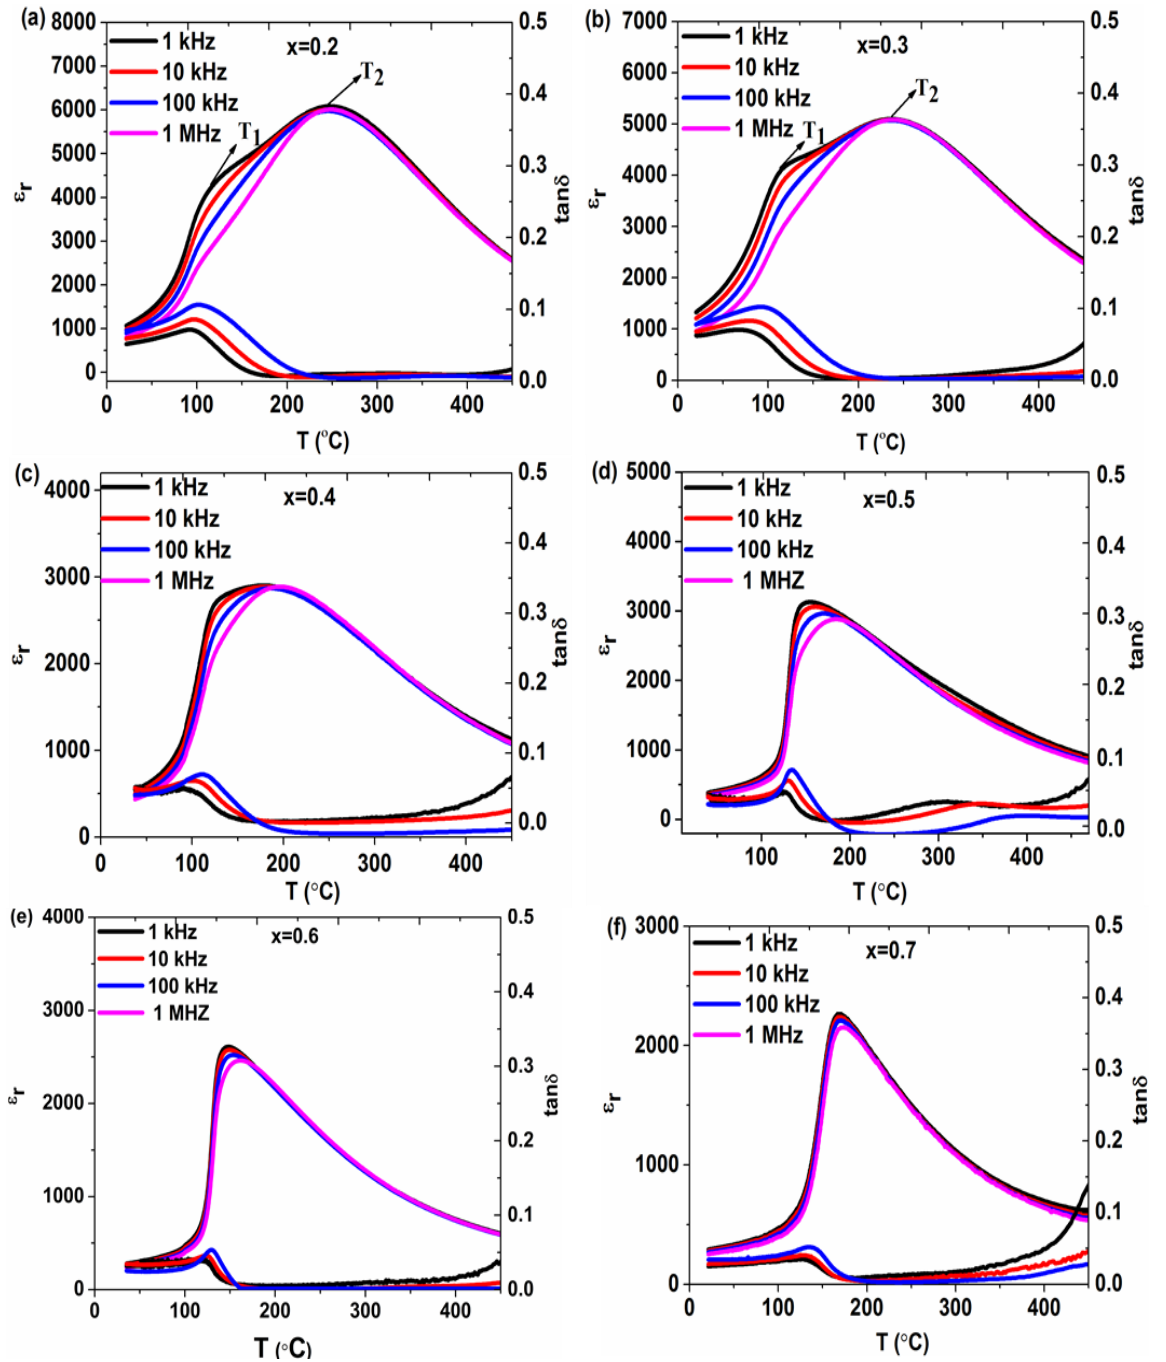 (a)
8000
7000
6000
5000
4000
3000
2000
1000
0
εr
1 kHz
10 kHz
100 kHz
1 MHz
x=0.2
T1
T2
0.5
0.4
0.3
0.2
0.1
0.0
tanδ
0 100 200 300 400
T (°C)
(b)
7000
6000
5000
4000
3000
2000
1000
0
εr
1 kHz
10 kHz
100 kHz
1 MHz
x=0.3
T1
T2
0.5
0.4
0.3
0.2
0.1
0.0
tanδ
0 100 200 300 400
T (°C)
(c)
4000
3000
2000
1000
0
εr
1 kHz
10 kHz
100 kHz
1 MHz
x=0.4
0.5
0.4
0.3
0.2
0.1
0.0
tanδ
0 100 200 300 400
T (°C)
(d)
5000
4000
3000
2000
1000
0
εr
1 kHz
10 kHz
100 kHz
1 MHZ
x=0.5
0.5
0.4
0.3
0.2
0.1
0.0
tanδ
100 200 300 400
T (°C)
(e)
4000
3000
2000
1000
0
εr
1 kHz
10 kHz
100 kHz
1 MHZ
x=0.6
0.5
0.4
0.3
0.2
0.1
0.0
tanδ
0 100 200 300 400
T (°C)
(f)
3000
2000
1000
0
εr
1 kHz
10 kHz
100 kHz
1 MHz
x=0.7
0.5
0.4
0.3
0.2
0.1
0.0
tanδ
0 100 200 300 400
T (°C)